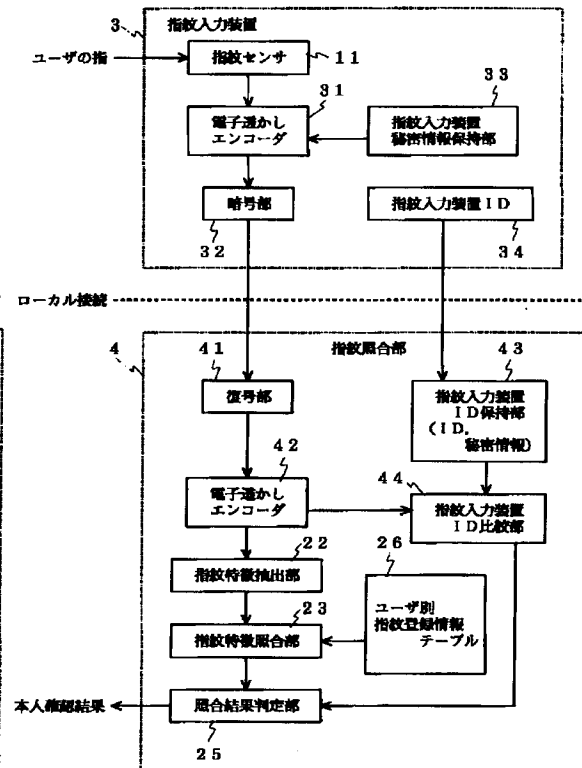 3
指紋入力装置
ユーザの指
指紋センサ
11
31
33
電子透かし
エンコーダ
指紋入力装置
秘密情報保持部
暗号部
指紋入力装置ID
32
34
ローカル接続
4
41
指紋照合部
43
復号部
指紋入力装置
ID保持部
(ID,
秘密情報)
42
44
電子透かし
エンコーダ
指紋入力装置
ID比較部
22
26
指紋特徴抽出部
23
ユーザ別
指紋登録情報
テーブル
指紋特徴照合部
本人確認結果
照合結果判定部
25